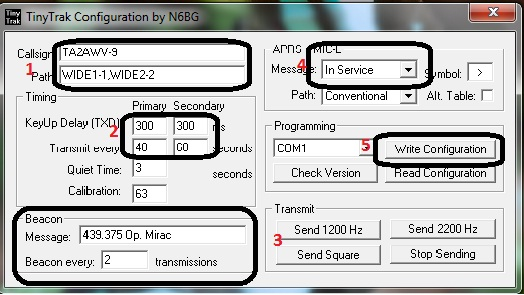 Tiny Trak TinyTrak Configuration by N6BG
Callsign TA2AWV-9
1 Path WIDE1-1,WIDE2-2
Timing
Primary Secondary
KeyUp Delay (TXD) 300 300 ms
2
Transmit every 40 60 seconds
Quiet Time: 3 seconds
Calibration: 63
Beacon
Message: 439.375 Op. Mirac
Beacon every: 2 transmissions
APRS MIC-E
4
Message: In Service Symbol: >
Path: Conventional Alt. Table:
Programming
COM1 5 Write Configuration
Check Version Read Configuration
Transmit
3
Send 1200 Hz Send 2200 Hz
Send Square Stop Sending